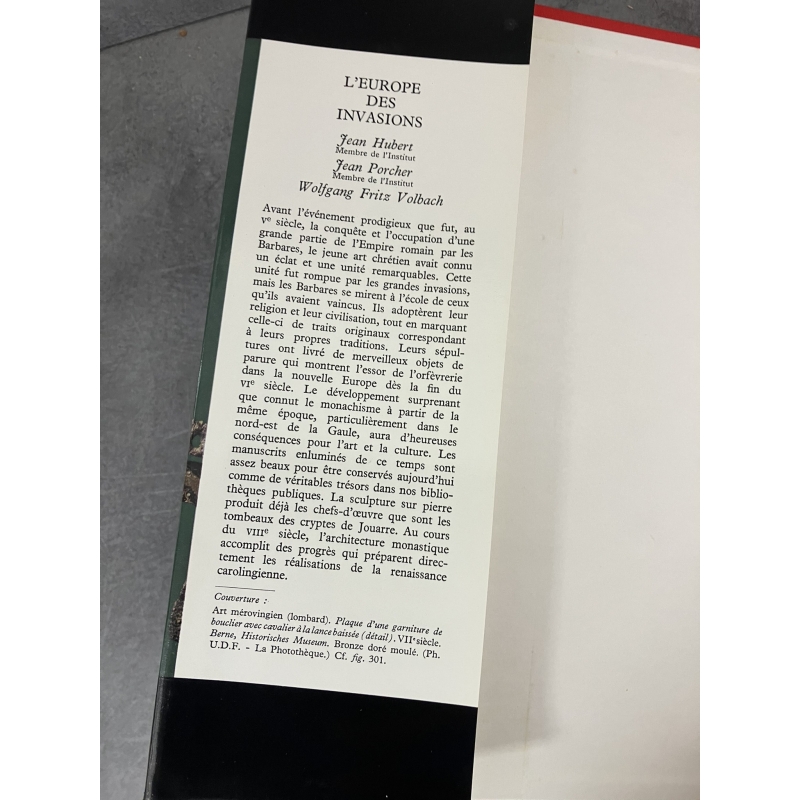 L'EUROPE
DES
INVASIONS
Jean Hubert
Membre de l'Institut
Jean Porcher
Membre de l'Institut
Wolfgang Fritz Volbach
Avant l'événement prodigieux que fut, au
Vᵉ siècle, la conquête et l'occupation d'une
grande partie de l'Empire romain par les
Barbares, le jeune art chrétien avait connu
un éclat et une unité remarquables. Cette
unité fut rompue par les grandes invasions,
mais les Barbares se mirent à l'école de ceux
qu'ils avaient vaincus. Ils adoptèrent leur
religion et leur civilisation, tout en marquant
celle-ci de traits originaux correspondant
à leurs propres traditions. Leurs sépul-
tures ont livré de merveilleux objets de
parure qui montrent l'essor de l'orfèvrerie
dans la nouvelle Europe dès la fin du
VIᵉ siècle. Le développement surprenant
que connut le monachisme à partir de la
même époque, particulièrement dans le
nord-est de la Gaule, aura d'heureuses
conséquences pour l'art et la culture. Les
manuscrits enluminés de ce temps sont
assez beaux pour être conservés aujourd'hui
comme de véritables trésors dans nos biblio-
thèques publiques. La sculpture sur pierre
produit déjà les chefs-d'œuvre que sont les
tombeaux des cryptes de Jouarre. Au cours
du VIIIᵉ siècle, l'architecture monastique
accomplit des progrès qui préparent direc-
tement les réalisations de la renaissance
carolingienne.
Couverture :
Art mérovingien (lombard). Plaque d'une garniture de
bouclier avec cavalier à la lance baissée (détail). VIIᵉ siècle.
Berne, Historisches Museum. Bronze doré moulé. (Ph.
U.D.F. - La Photothèque.) Cf. fig. 301.